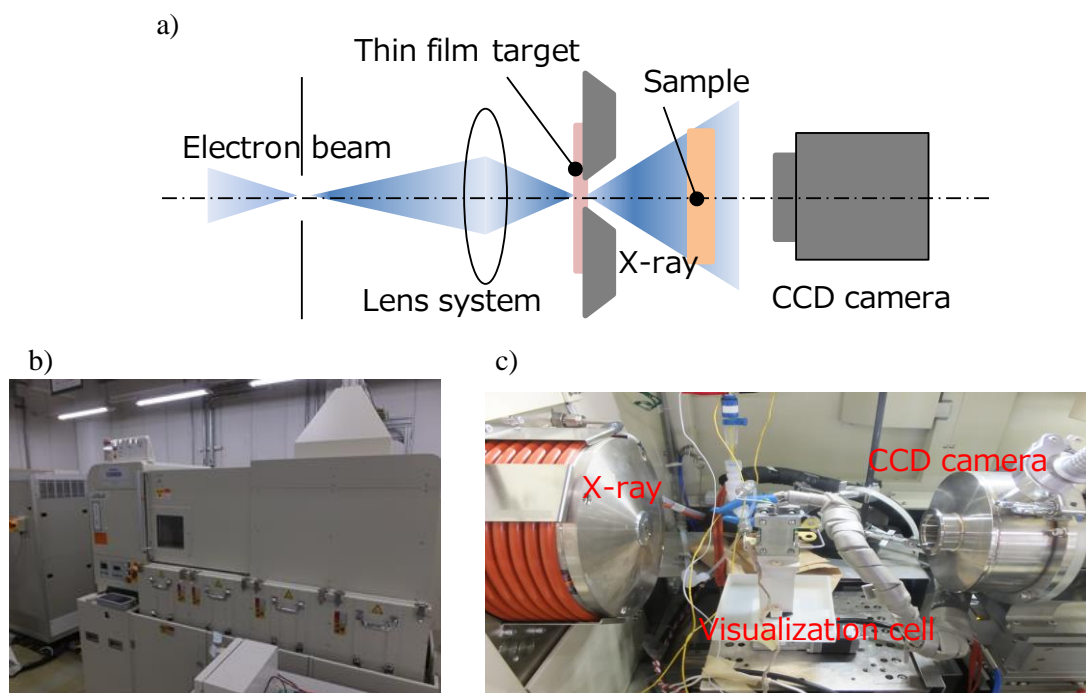 a)
Thin film target
Sample
Electron beam
X-ray
Lens system
CCD camera
b)
c)
CCD camera
X-ray
Visualization cell